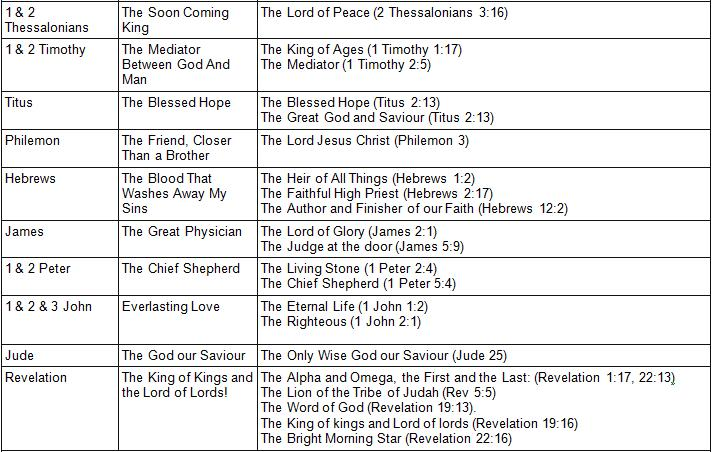 1 & 2 Thessalonians
The Soon Coming King
The Lord of Peace (2 Thessalonians 3:16)
1 & 2 Timothy
The Mediator Between God And Man
The King of Ages (1 Timothy 1:17)
The Mediator (1 Timothy 2:5)
Titus
The Blessed Hope
The Blessed Hope (Titus 2:13)
The Great God and Saviour (Titus 2:13)
Philemon
The Friend, Closer Than a Brother
The Lord Jesus Christ (Philemon 3)
Hebrews
The Blood That Washes Away My Sins
The Heir of All Things (Hebrews 1:2)
The Faithful High Priest (Hebrews 2:17)
The Author and Finisher of our Faith (Hebrews 12:2)
James
The Great Physician
The Lord of Glory (James 2:1)
The Judge at the door (James 5:9)
1 & 2 Peter
The Chief Shepherd
The Living Stone (1 Peter 2:4)
The Chief Shepherd (1 Peter 5:4)
1 & 2 & 3 John
Everlasting Love
The Eternal Life (1 John 1:2)
The Righteous (1 John 2:1)
Jude
The God our Saviour
The Only Wise God our Saviour (Jude 25)
Revelation
The King of Kings and the Lord of Lords!
The Alpha and Omega, the First and the Last: (Revelation 1:17, 22:13)
The Lion of the Tribe of Judah (Rev 5:5)
The Word of God (Revelation 19:13).
The King of kings and Lord of lords (Revelation 19:16)
The Bright Morning Star (Revelation 22:16)